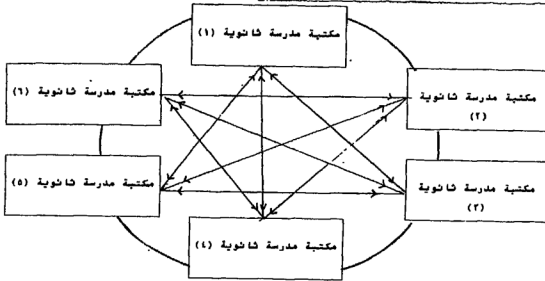 مكتبة مدرسة ثانوية (١)
مكتبة مدرسة ثانوية
(٢)
مكتبة مدرسة ثانوية
(٣)
مكتبة مدرسة ثانوية (٤)
مكتبة مدرسة ثانوية (٥)
مكتبة مدرسة ثانوية (٦)